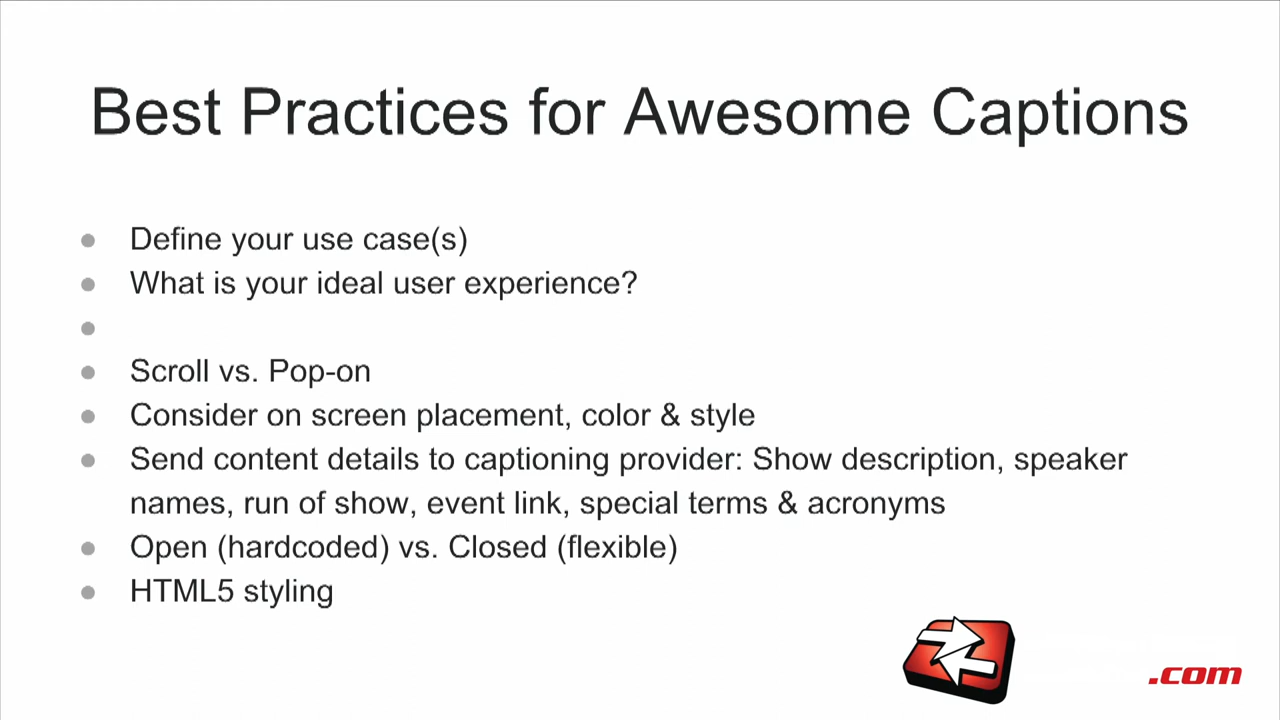 Best Practices for Awesome Captions
● Define your use case(s)
● What is your ideal user experience?
●
● Scroll vs. Pop-on
● Consider on screen placement, color & style
● Send content details to captioning provider: Show description, speaker
names, run of show, event link, special terms & acronyms
● Open (hardcoded) vs. Closed (flexible)
● HTML5 styling
.com